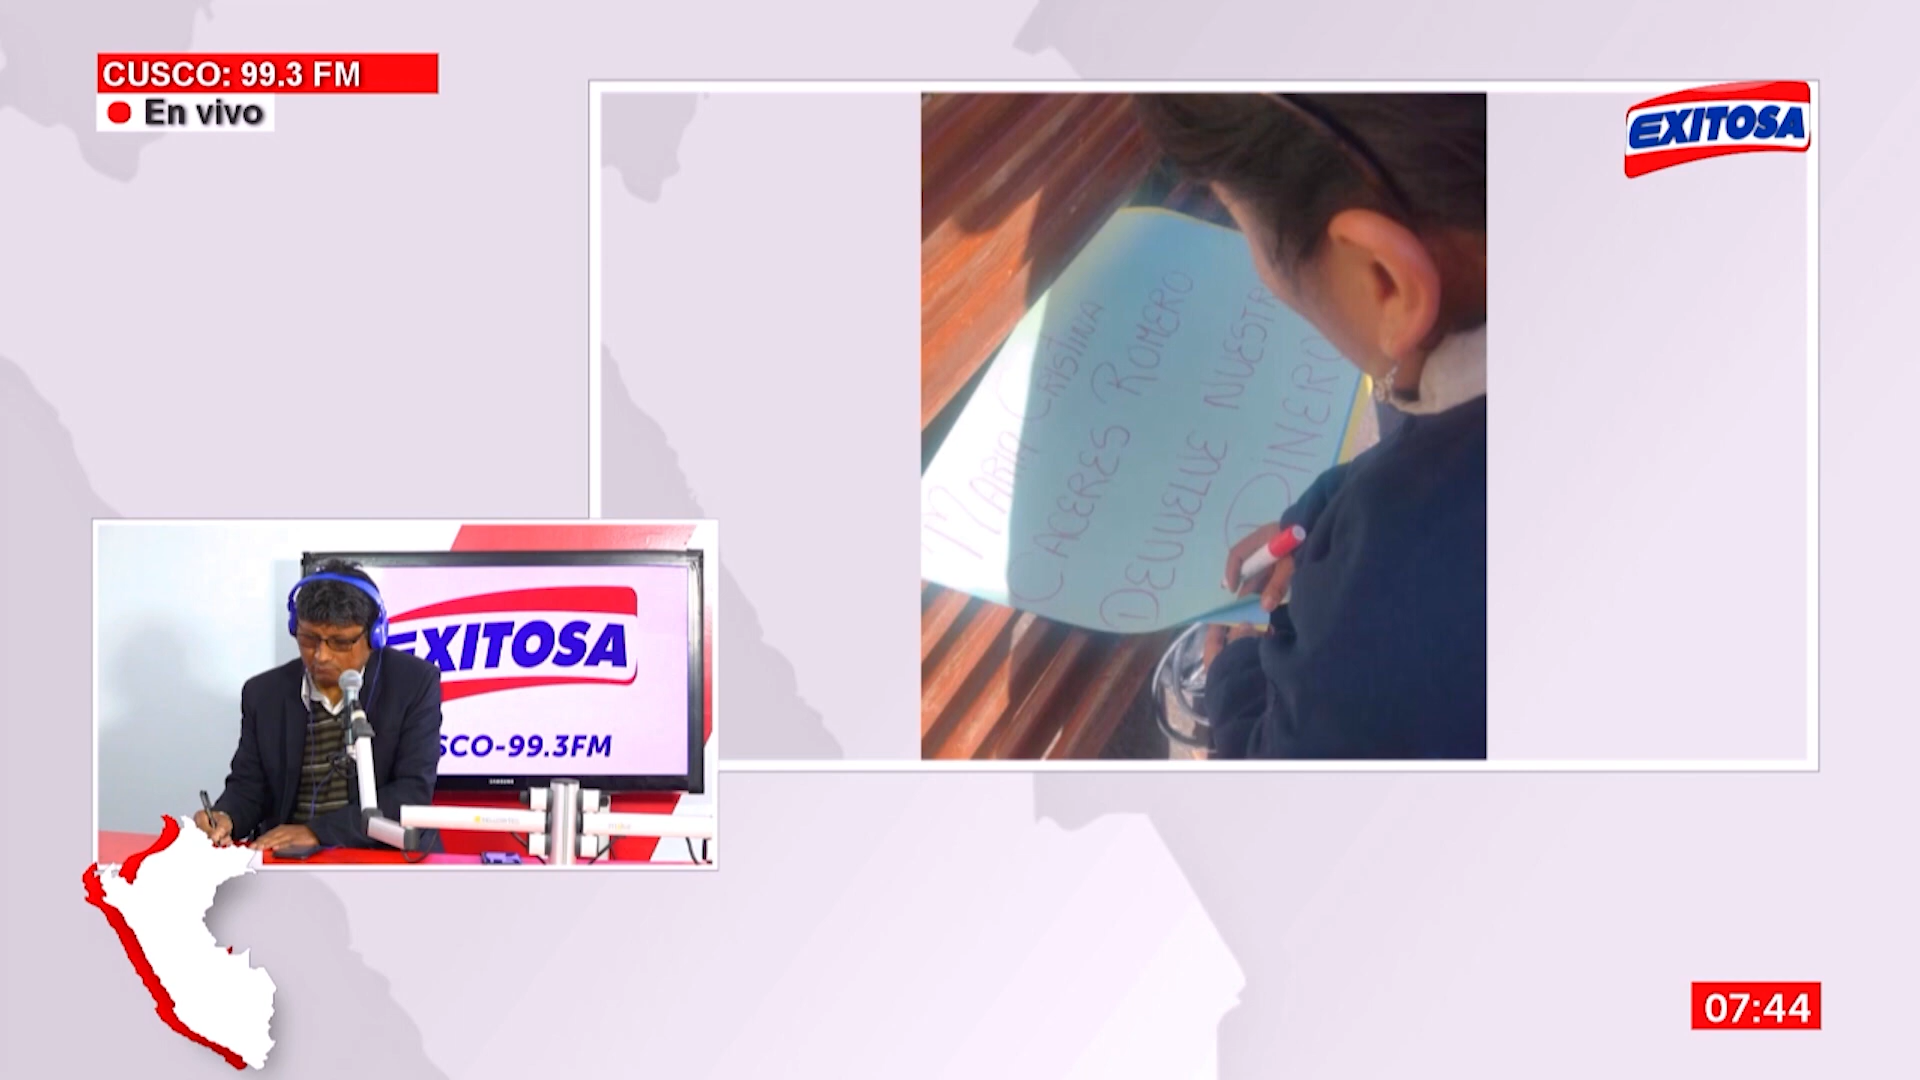 CUSCO: 99.3 FM
En vivo
EXITOSA
MARIA CRISTINA
CACERES ROMERO
DEVUELVE NUESTR
DINERO
EXITOSA
SCO-99.3FM
SAMSUNG
07:44